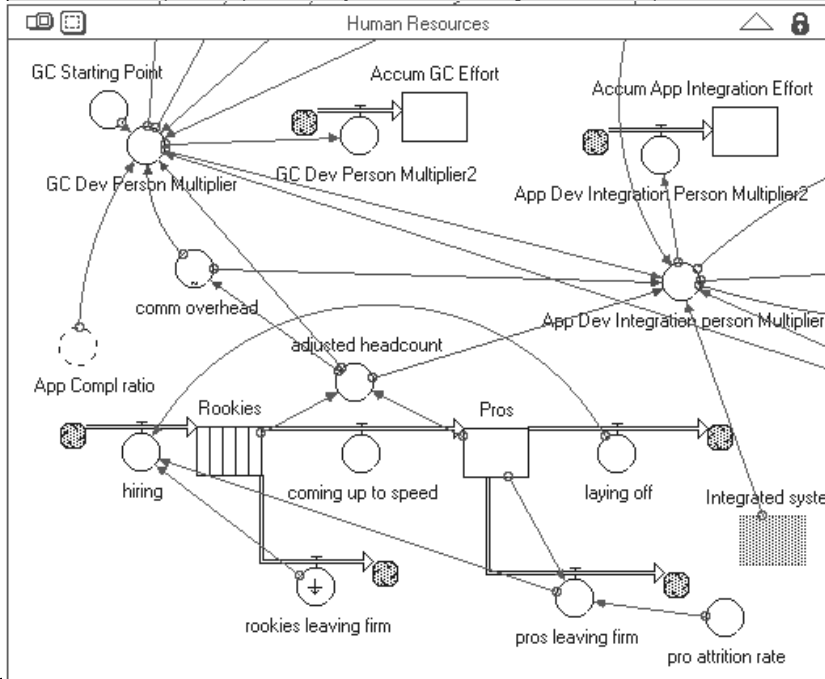 Human Resources
GC Starting Point
Accum GC Effort
Accum App Integration Effort
GC Dev Person Multiplier
GC Dev Person Multiplier2
App Dev Integration Person Multiplier2
comm overhead
App Dev Integration person Multiplier
adjusted headcount
App Compl ratio
Rookies
Pros
hiring
coming up to speed
laying off
Integrated syste
rookies leaving firm
pros leaving firm
pro attrition rate